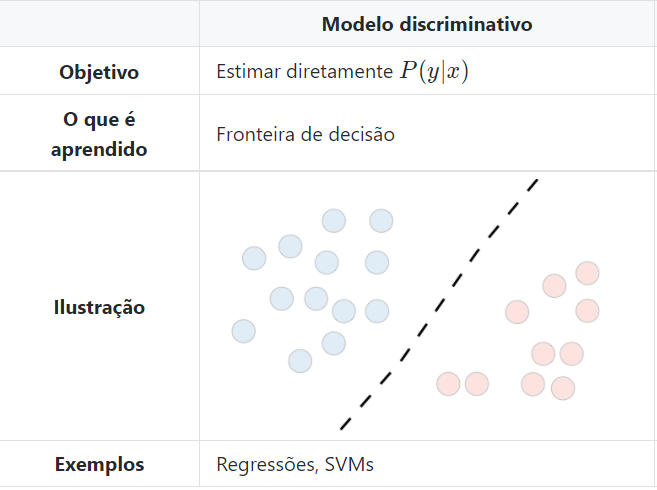 Modelo discriminativo
Objetivo
Estimar diretamente P(y|x)
O que é
aprendido
Fronteira de decisão
Ilustração
Exemplos
Regressões, SVMs